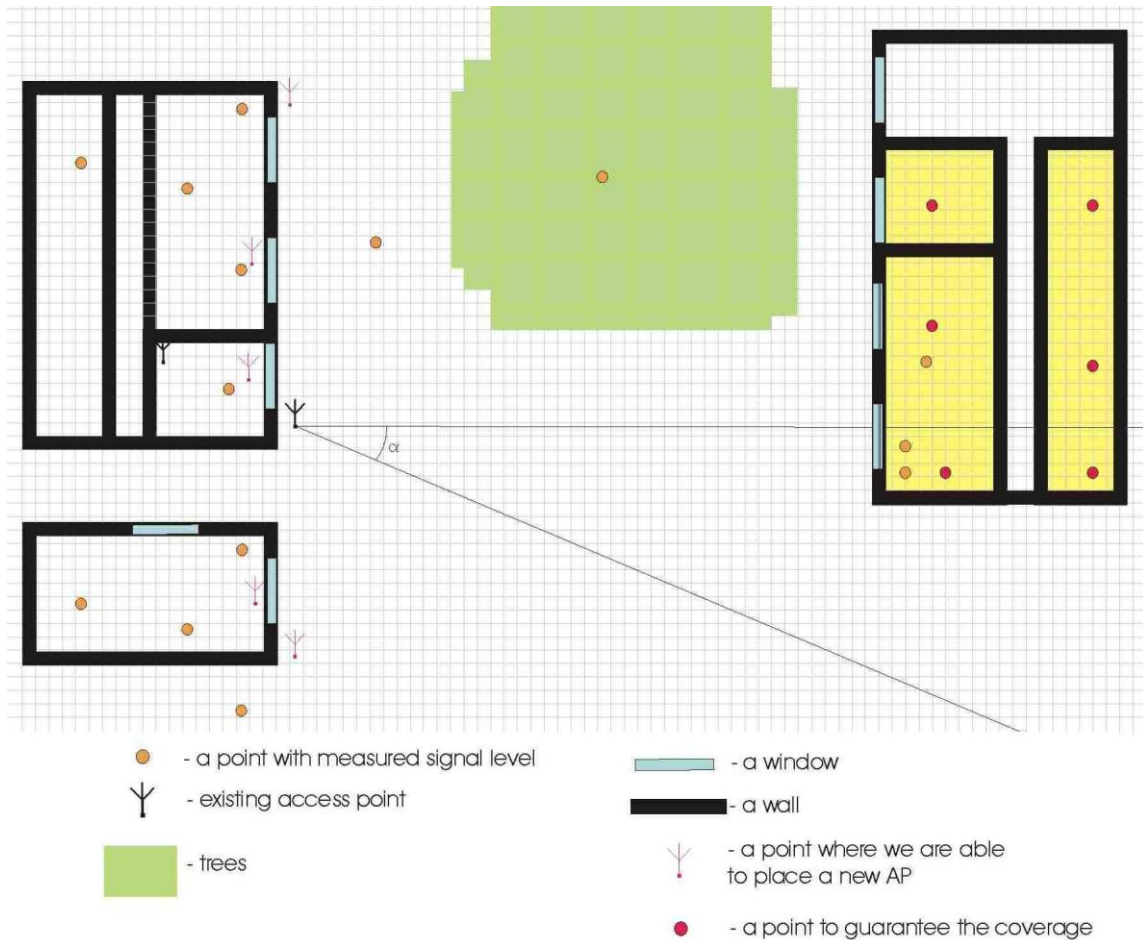 α
- a point with measured signal level
- existing access point
- trees
- a window
- a wall
- a point where we are able
to place a new AP
- a point to guarantee the coverage